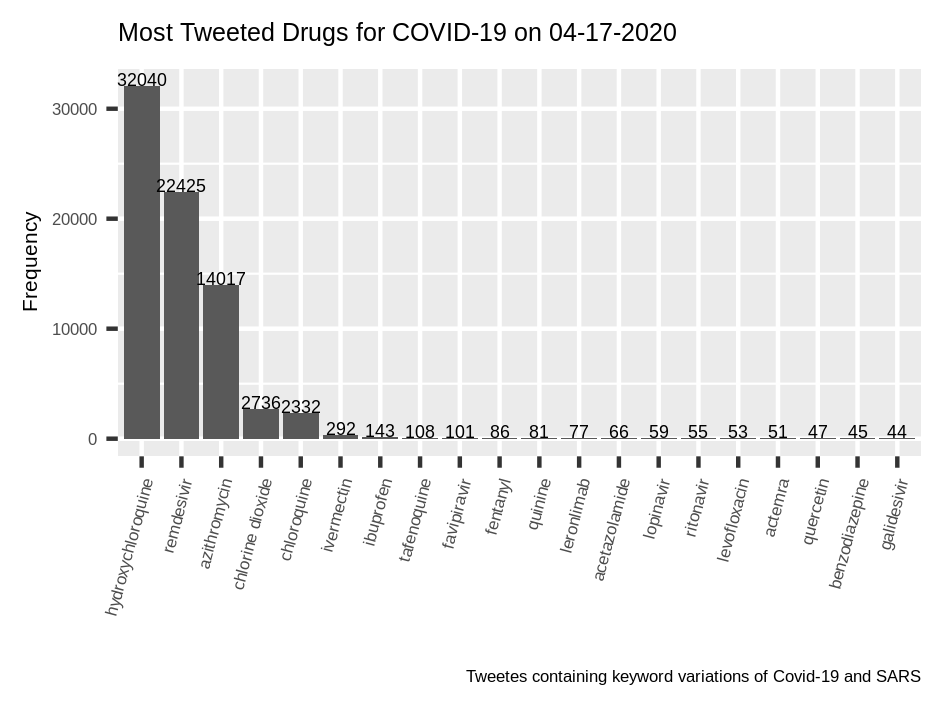 Most Tweeted Drugs for COVID-19 on 04-17-2020
Frequency
30000
20000
10000
0
32040
22425
14017
2736
2332
292
143
108
101
86
81
77
66
59
55
53
51
47
45
44
hydroxychloroquine
remdesivir
azithromycin
chlorine dioxide
chloroquine
ivermectin
ibuprofen
tafenoquine
favipiravir
fentanyl
quinine
leronlimab
acetazolamide
lopinavir
ritonavir
levofloxacin
actemra
quercetin
benzodiazepine
galidesivir
Tweetes containing keyword variations of Covid-19 and SARS